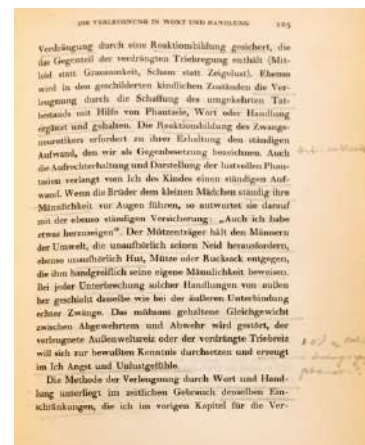 DIE VERLEUGNUNG IN WORT UND HANDLUNG 105
Verdrängung durch eine Reaktionsbildung gesichert, die
das Gegenteil der verdrängten Triebregung enthält (Mit-
leid statt Grausamkeit, Scham statt Zeigelust). Ebenso
wird in den geschilderten kindlichen Zuständen die Ver-
leugnung durch die Schaffung des umgekehrten Tat-
bestands mit Hilfe von Phantasie, Wort oder Handlung
ergänzt und gehalten. Die Reaktionsbildung des Zwangs-
neurotikers erfordert zu ihrer Erhaltung den ständigen
Aufwand, den wir als Gegenbesetzung bezeichnen. Auch
die Aufrechterhaltung und Darstellung der lustvollen Phan-
tasien verlangt vom Ich des Kindes einen ständigen Auf-
wand. Wenn die Brüder dem kleinen Mädchen ständig ihre
Männlichkeit vor Augen führen, so antwortet sie darauf
mit der ebenso ständigen Versicherung: „Auch ich habe
etwas herzuzeigen“. Der Mützenträger hält den Männern
der Umwelt, die unaufhörlich seinen Neid herausfordern,
ebenso unaufhörlich Hut, Mütze oder Rucksack entgegen,
die ihm handgreiflich seine eigene Männlichkeit beweisen.
Bei jeder Unterbrechung solcher Handlungen von außen
her geschieht dasselbe wie bei der äußeren Unterbindung
echter Zwänge. Das mühsam gehaltene Gleichgewicht
zwischen Abgewehrtem und Abwehr wird gestört, der
verleugnete Außenweltsreiz oder der verdrängte Triebreiz
will sich zur bewußten Kenntnis durchsetzen und erzeugt
im Ich Angst und Unlustgefühle.
Die Methode der Verleugnung durch Wort und Hand-
lung unterliegt im zeitlichen Gebrauch denselben Ein-
schränkungen, die ich im vorigen Kapitel für die Ver-